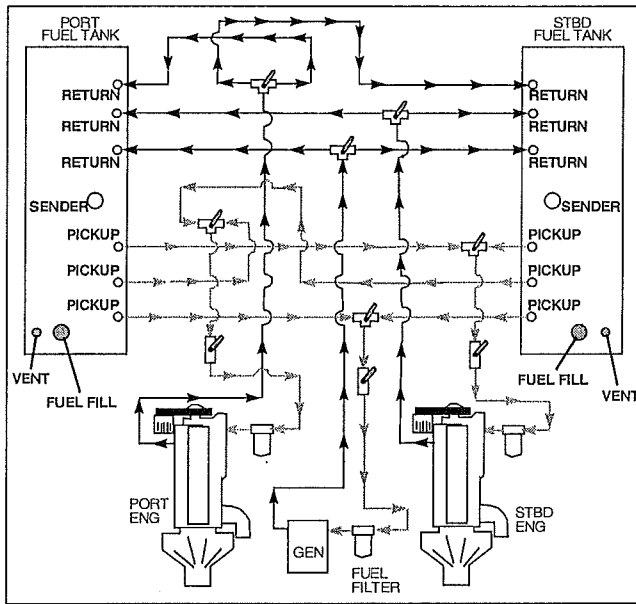 PORT
FUEL TANK
STBD
FUEL TANK
RETURN
RETURN
RETURN
RETURN
RETURN
RETURN
SENDER
SENDER
PICKUP
PICKUP
PICKUP
PICKUP
PICKUP
PICKUP
VENT
FUEL FILL
FUEL FILL
VENT
PORT
ENG
GEN
FUEL
FILTER
STBD
ENG